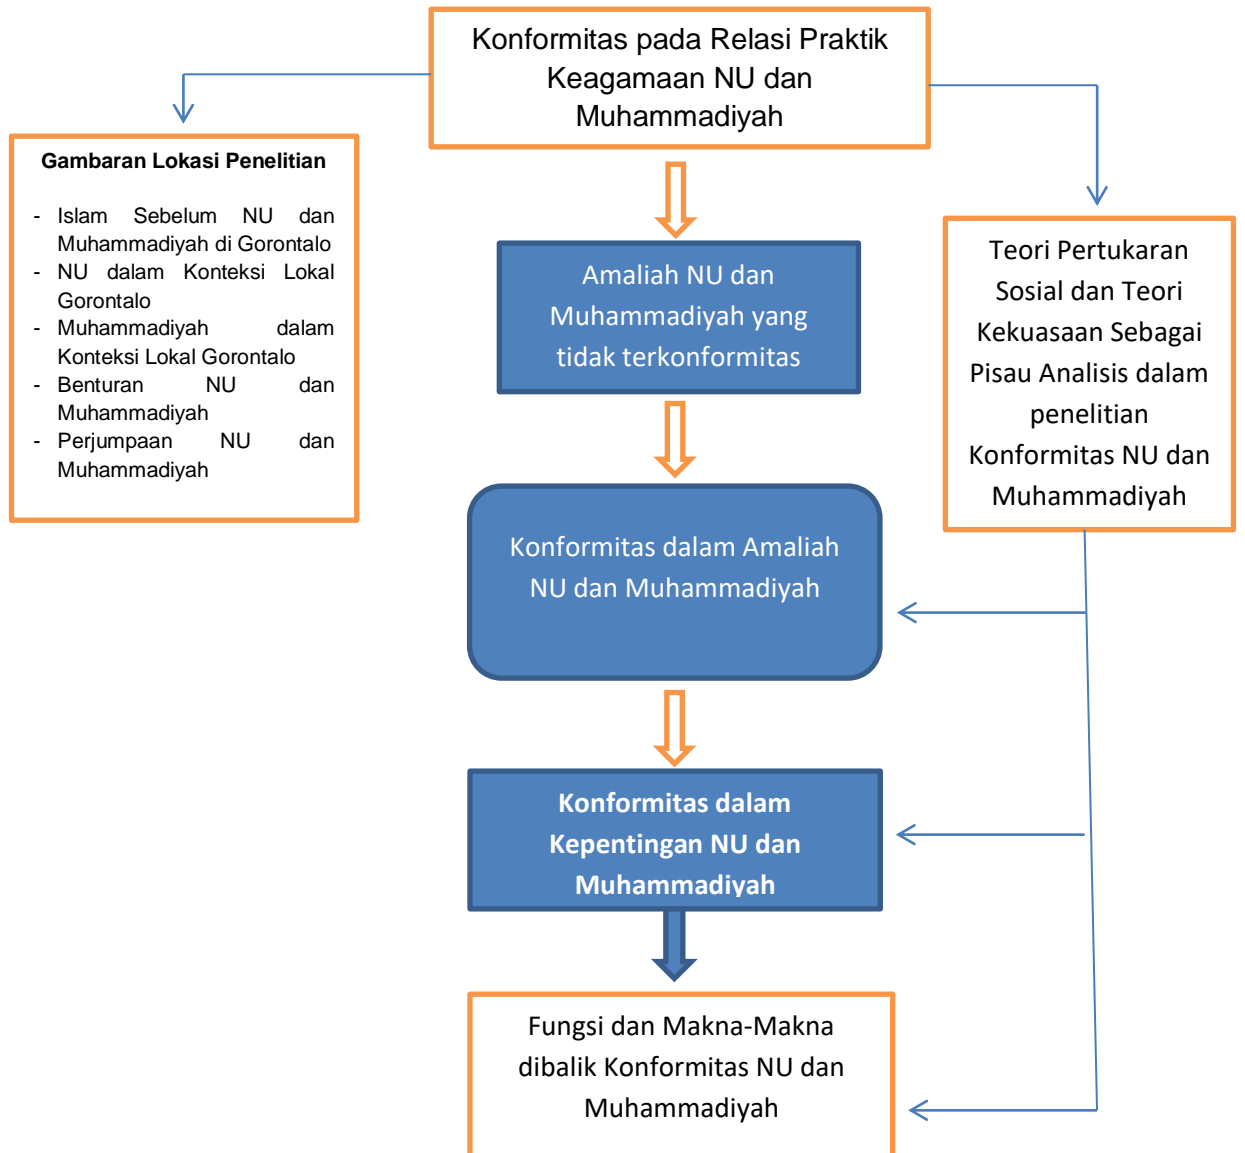 Konformitas pada Relasi Praktik
Keagamaan NU dan
Muhammadiyah
Gambaran Lokasi Penelitian
- Islam Sebelum NU dan
Muhammadiyah di Gorontalo
- NU dalam Konteksi Lokal
Gorontalo
- Muhammadiyah dalam
Konteksi Lokal Gorontalo
- Benturan NU dan
Muhammadiyah
- Perjumpaan NU dan
Muhammadiyah
Amaliah NU dan
Muhammadiyah yang
tidak terkonformitas
Teori Pertukaran
Sosial dan Teori
Kekuasaan Sebagai
Pisau Analisis dalam
penelitian
Konformitas NU dan
Muhammadiyah
Konformitas dalam Amaliah
NU dan Muhammadiyah
Konformitas dalam
Kepentingan NU dan
Muhammadiyah
Fungsi dan Makna-Makna
dibalik Konformitas NU dan
Muhammadiyah